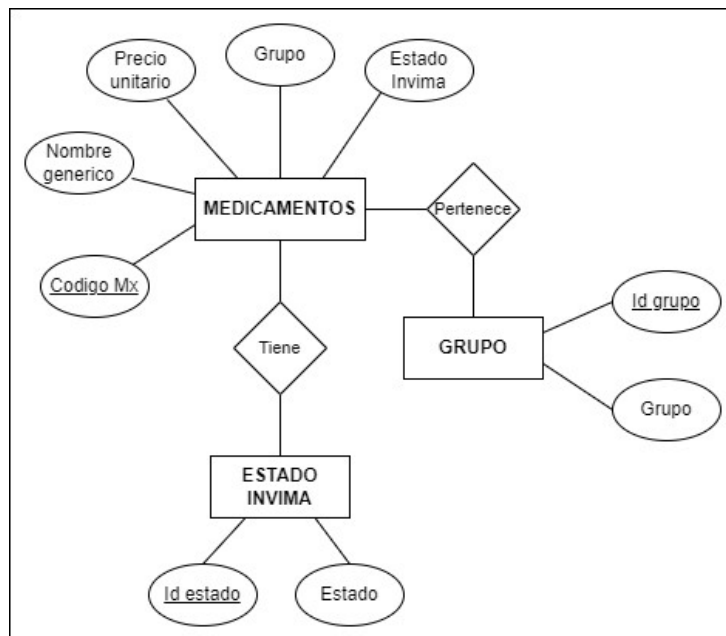 Precio
unitario
Grupo
Estado
Invima
Nombre
generico
MEDICAMENTOS
Pertenece
Codigo Mx
Id grupo
Tiene
GRUPO
Grupo
ESTADO
INVIMA
Id estado
Estado